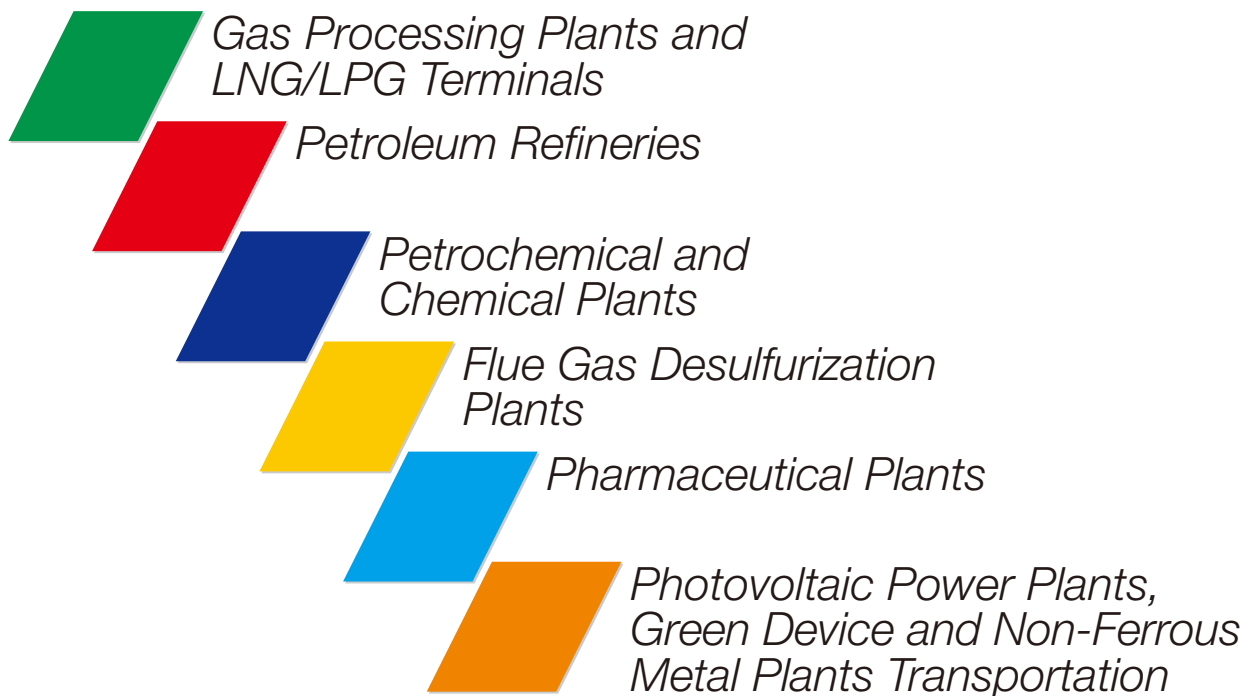 Gas Processing Plants and
LNG/LPG Terminals
Petroleum Refineries
Petrochemical and
Chemical Plants
Flue Gas Desulfurization
Plants
Pharmaceutical Plants
Photovoltaic Power Plants,
Green Device and Non-Ferrous
Metal Plants Transportation